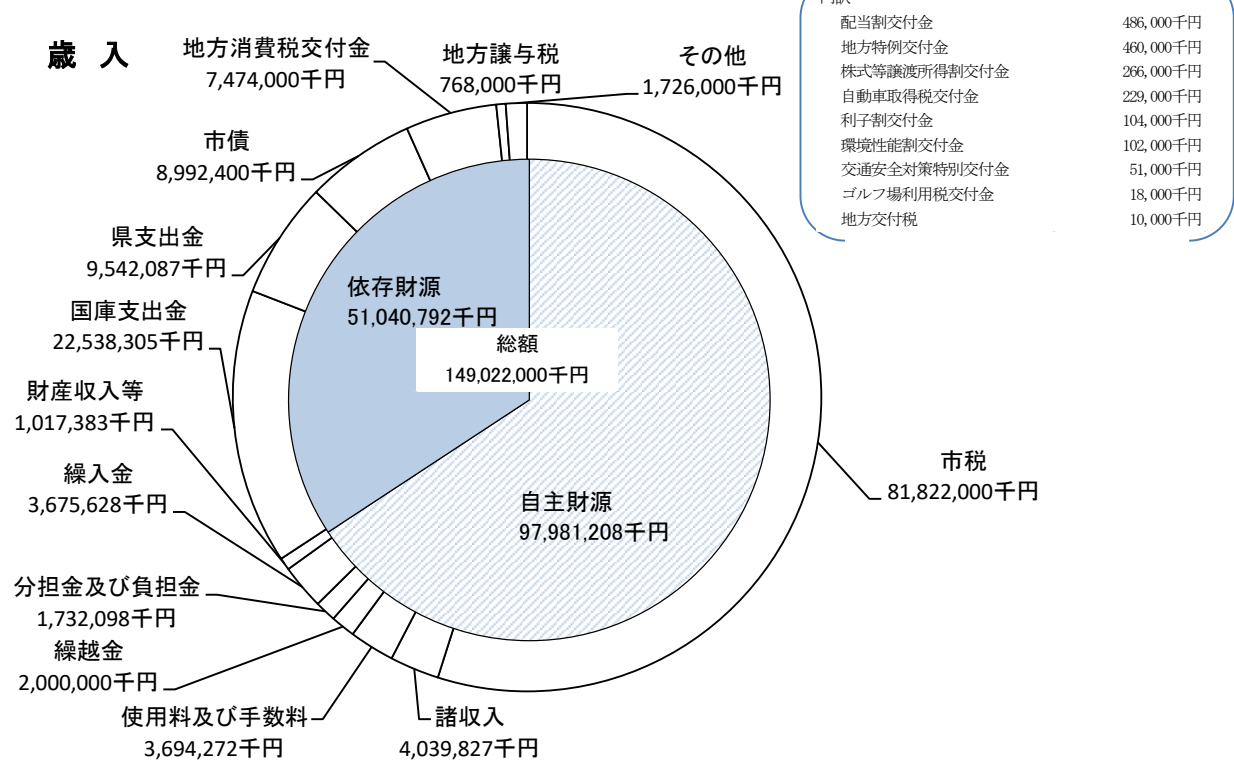 歳 入
地方消費税交付金
7,474,000千円
地方譲与税
768,000千円
その他
1,726,000千円
配当割交付金 486,000千円
地方特例交付金 460,000千円
株式等譲渡所得割交付金 266,000千円
自動車取得税交付金 229,000千円
利子割交付金 104,000千円
環境性能割交付金 102,000千円
交通安全対策特別交付金 51,000千円
ゴルフ場利用税交付金 18,000千円
地方交付税 10,000千円
市債
8,992,400千円
県支出金
9,542,087千円
国庫支出金
22,538,305千円
財産収入等
1,017,383千円
繰入金
3,675,628千円
分担金及び負担金
1,732,098千円
繰越金
2,000,000千円
使用料及び手数料
3,694,272千円
諸収入
4,039,827千円
市税
81,822,000千円
依存財源
51,040,792千円
総額
149,022,000千円
自主財源
97,981,208千円